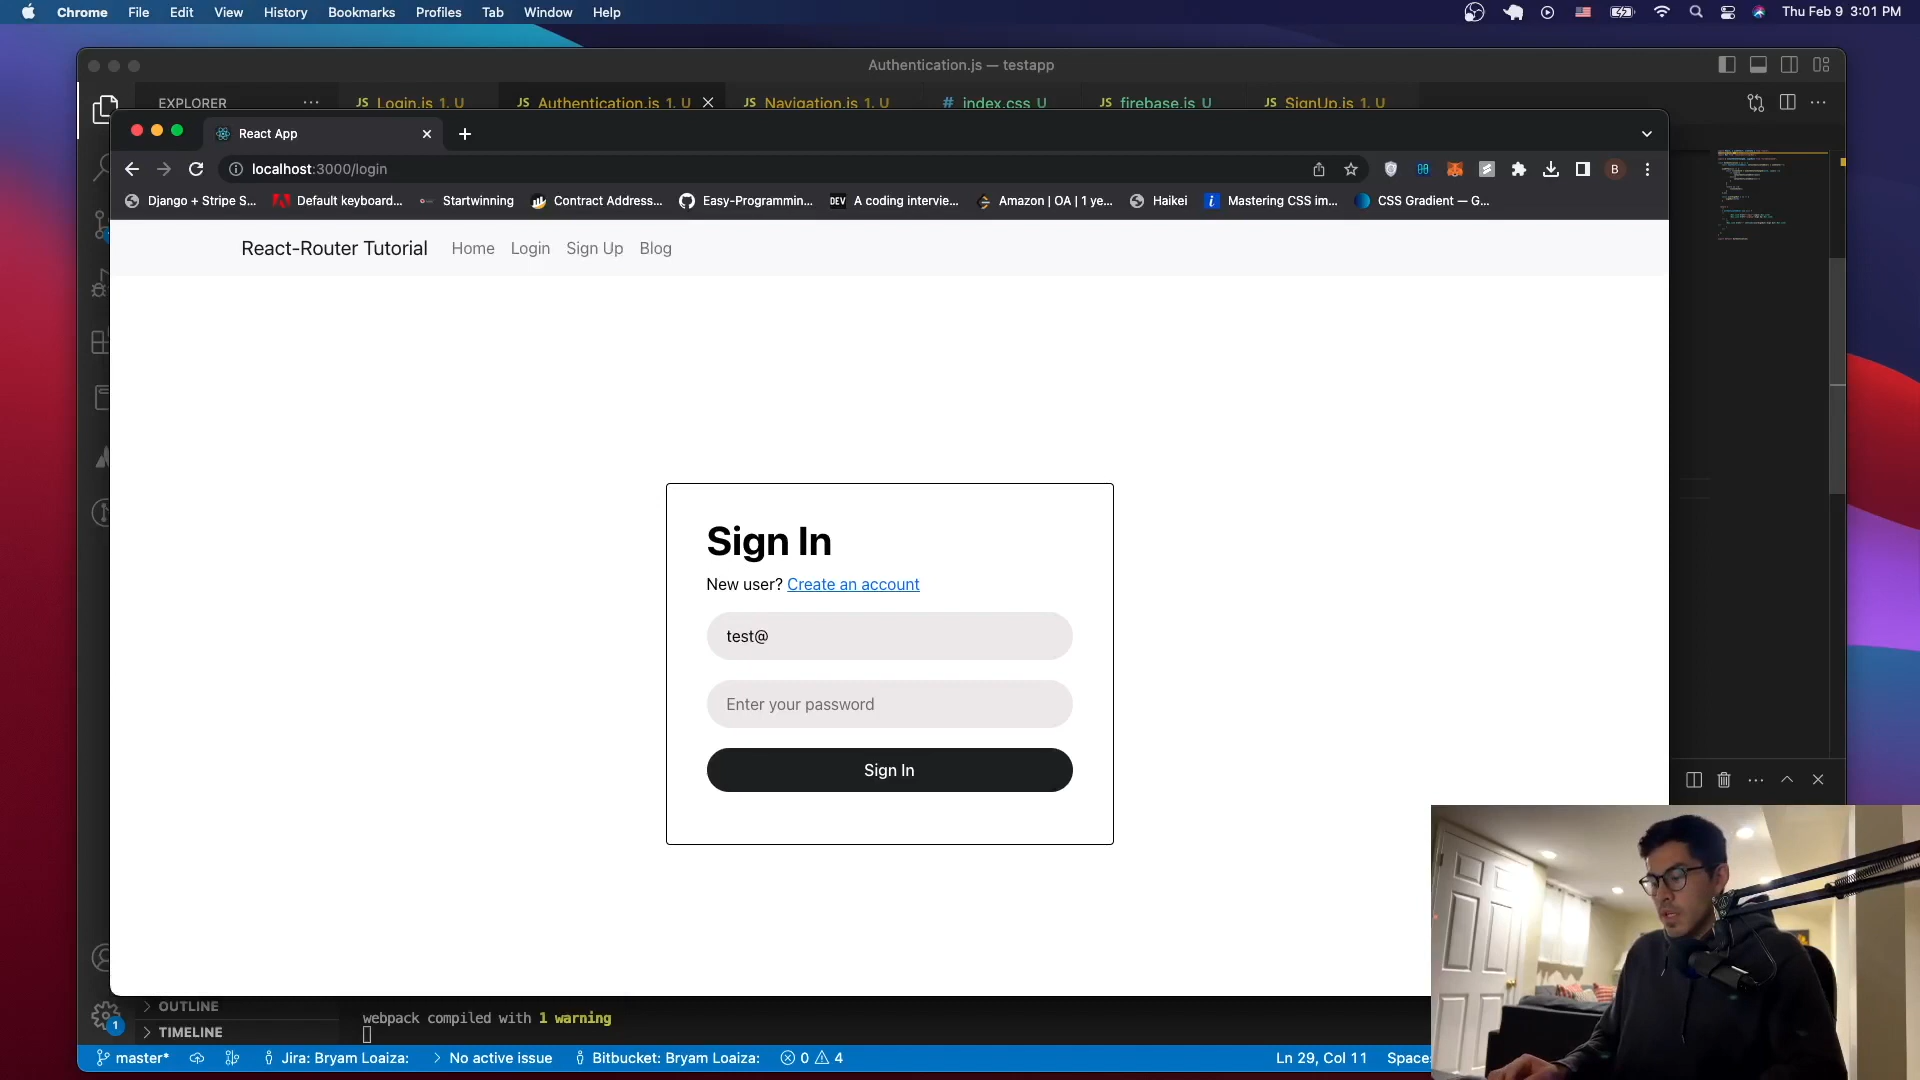 Chrome File Edit View History Bookmarks Profiles Tab Window Help
Thu Feb 9 3:01 PM
Authentication.js — testapp
EXPLORER
JS Login.js 1, U
JS Authentication.js 1, U
JS Navigation.js 1, U
# index.css U
JS firebase.js U
JS SignUp.js 1, U
React App
localhost:3000/login
B
Django + Stripe S...
Default keyboard...
Startwinning
Contract Address...
Easy-Programmin...
DEV A coding intervie...
Amazon | OA | 1 ye...
Haikei
Mastering CSS im...
CSS Gradient — G...
React-Router Tutorial Home Login Sign Up Blog
Sign In
New user? Create an account
test@
Enter your password
Sign In
OUTLINE
TIMELINE
webpack compiled with 1 warning
1
master* Jira: Bryam Loaiza: No active issue Bitbucket: Bryam Loaiza: 0 4
Ln 29, Col 11